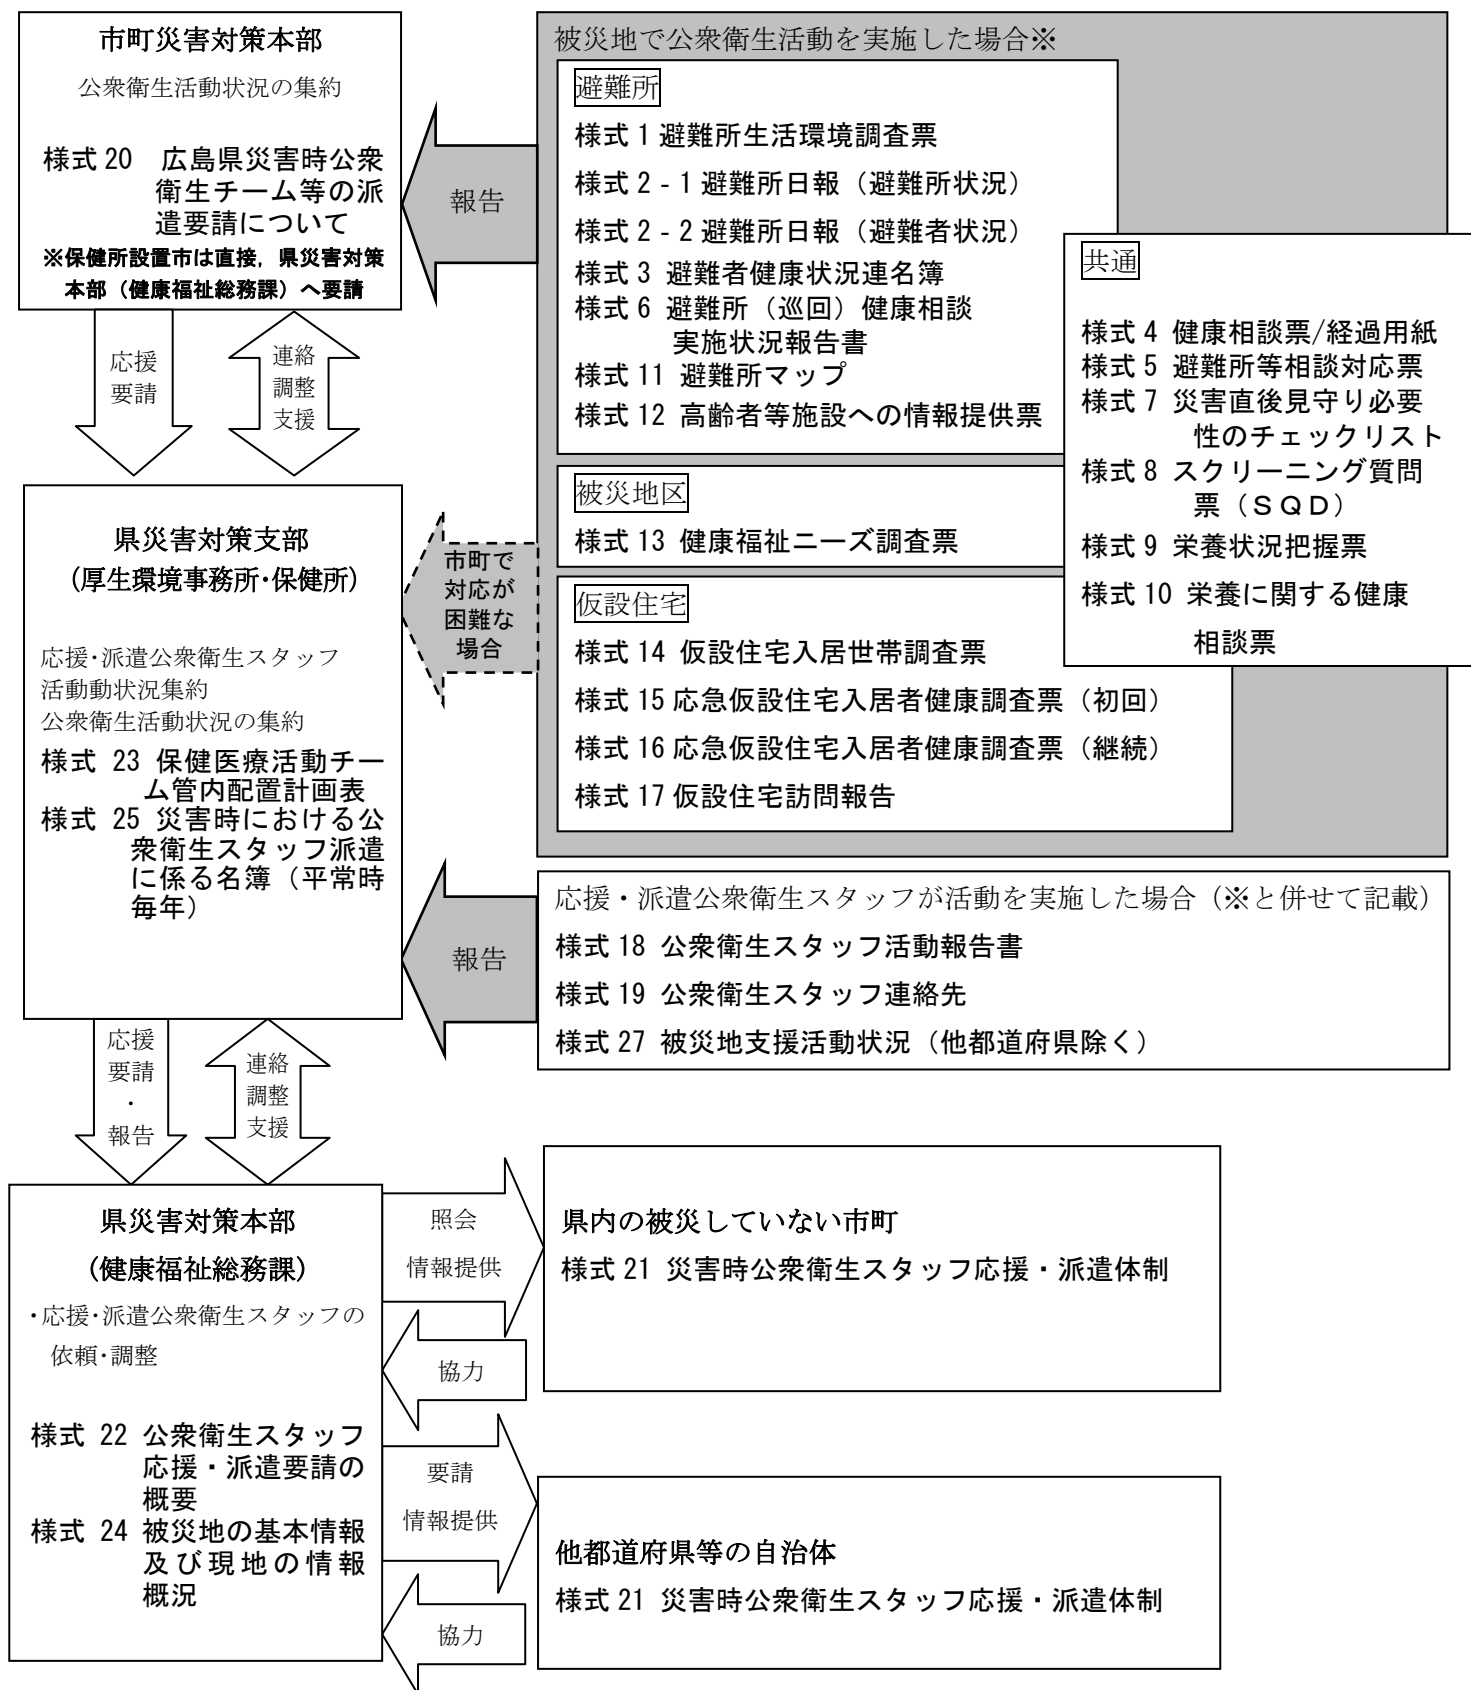 市町災害対策本部
公衆衛生活動状況の集約
様式 20　広島県災害時公衆
衛生チーム等の派
遣要請について
※保健所設置市は直接，県災害対策
本部（健康福祉総務課）へ要請
応援
要請
連絡
調整
支援
報告
被災地で公衆衛生活動を実施した場合※
避難所
様式 1 避難所生活環境調査票
様式 2 - 1 避難所日報（避難所状況）
様式 2 - 2 避難所日報（避難者状況）
様式 3 避難者健康状況連名簿
様式 6 避難所（巡回）健康相談
実施状況報告書
様式 11 避難所マップ
様式 12 高齢者等施設への情報提供票
被災地区
様式 13 健康福祉ニーズ調査票
仮設住宅
様式 14 仮設住宅入居世帯調査票
様式 15 応急仮設住宅入居者健康調査票（初回）
様式 16 応急仮設住宅入居者健康調査票（継続）
様式 17 仮設住宅訪問報告
共通
様式 4 健康相談票/経過用紙
様式 5 避難所等相談対応票
様式 7 災害直後見守り必要
性のチェックリスト
様式 8 スクリーニング質問
票（ＳＱＤ）
様式 9 栄養状況把握票
様式 10 栄養に関する健康
相談票
県災害対策支部
（厚生環境事務所・保健所）
応援・派遣公衆衛生スタッフ
活動動状況集約
公衆衛生活動状況の集約
様式 23 保健医療活動チー
ム管内配置計画表
様式 25 災害時における公
衆衛生スタッフ派遣
に係る名簿（平常時
毎年）
市町で
対応が
困難な
場合
報告
応援・派遣公衆衛生スタッフが活動を実施した場合（※と併せて記載）
様式 18 公衆衛生スタッフ活動報告書
様式 19 公衆衛生スタッフ連絡先
様式 27 被災地支援活動状況（他都道府県除く）
応援
要請
・
報告
連絡
調整
支援
県災害対策本部
（健康福祉総務課）
・応援・派遣公衆衛生スタッフの
依頼・調整
様式 22 公衆衛生スタッフ
応援・派遣要請の
概要
様式 24 被災地の基本情報
及び現地の情報
概況
照会
情報提供
協力
県内の被災していない市町
様式 21 災害時公衆衛生スタッフ応援・派遣体制
要請
情報提供
協力
他都道府県等の自治体
様式 21 災害時公衆衛生スタッフ応援・派遣体制